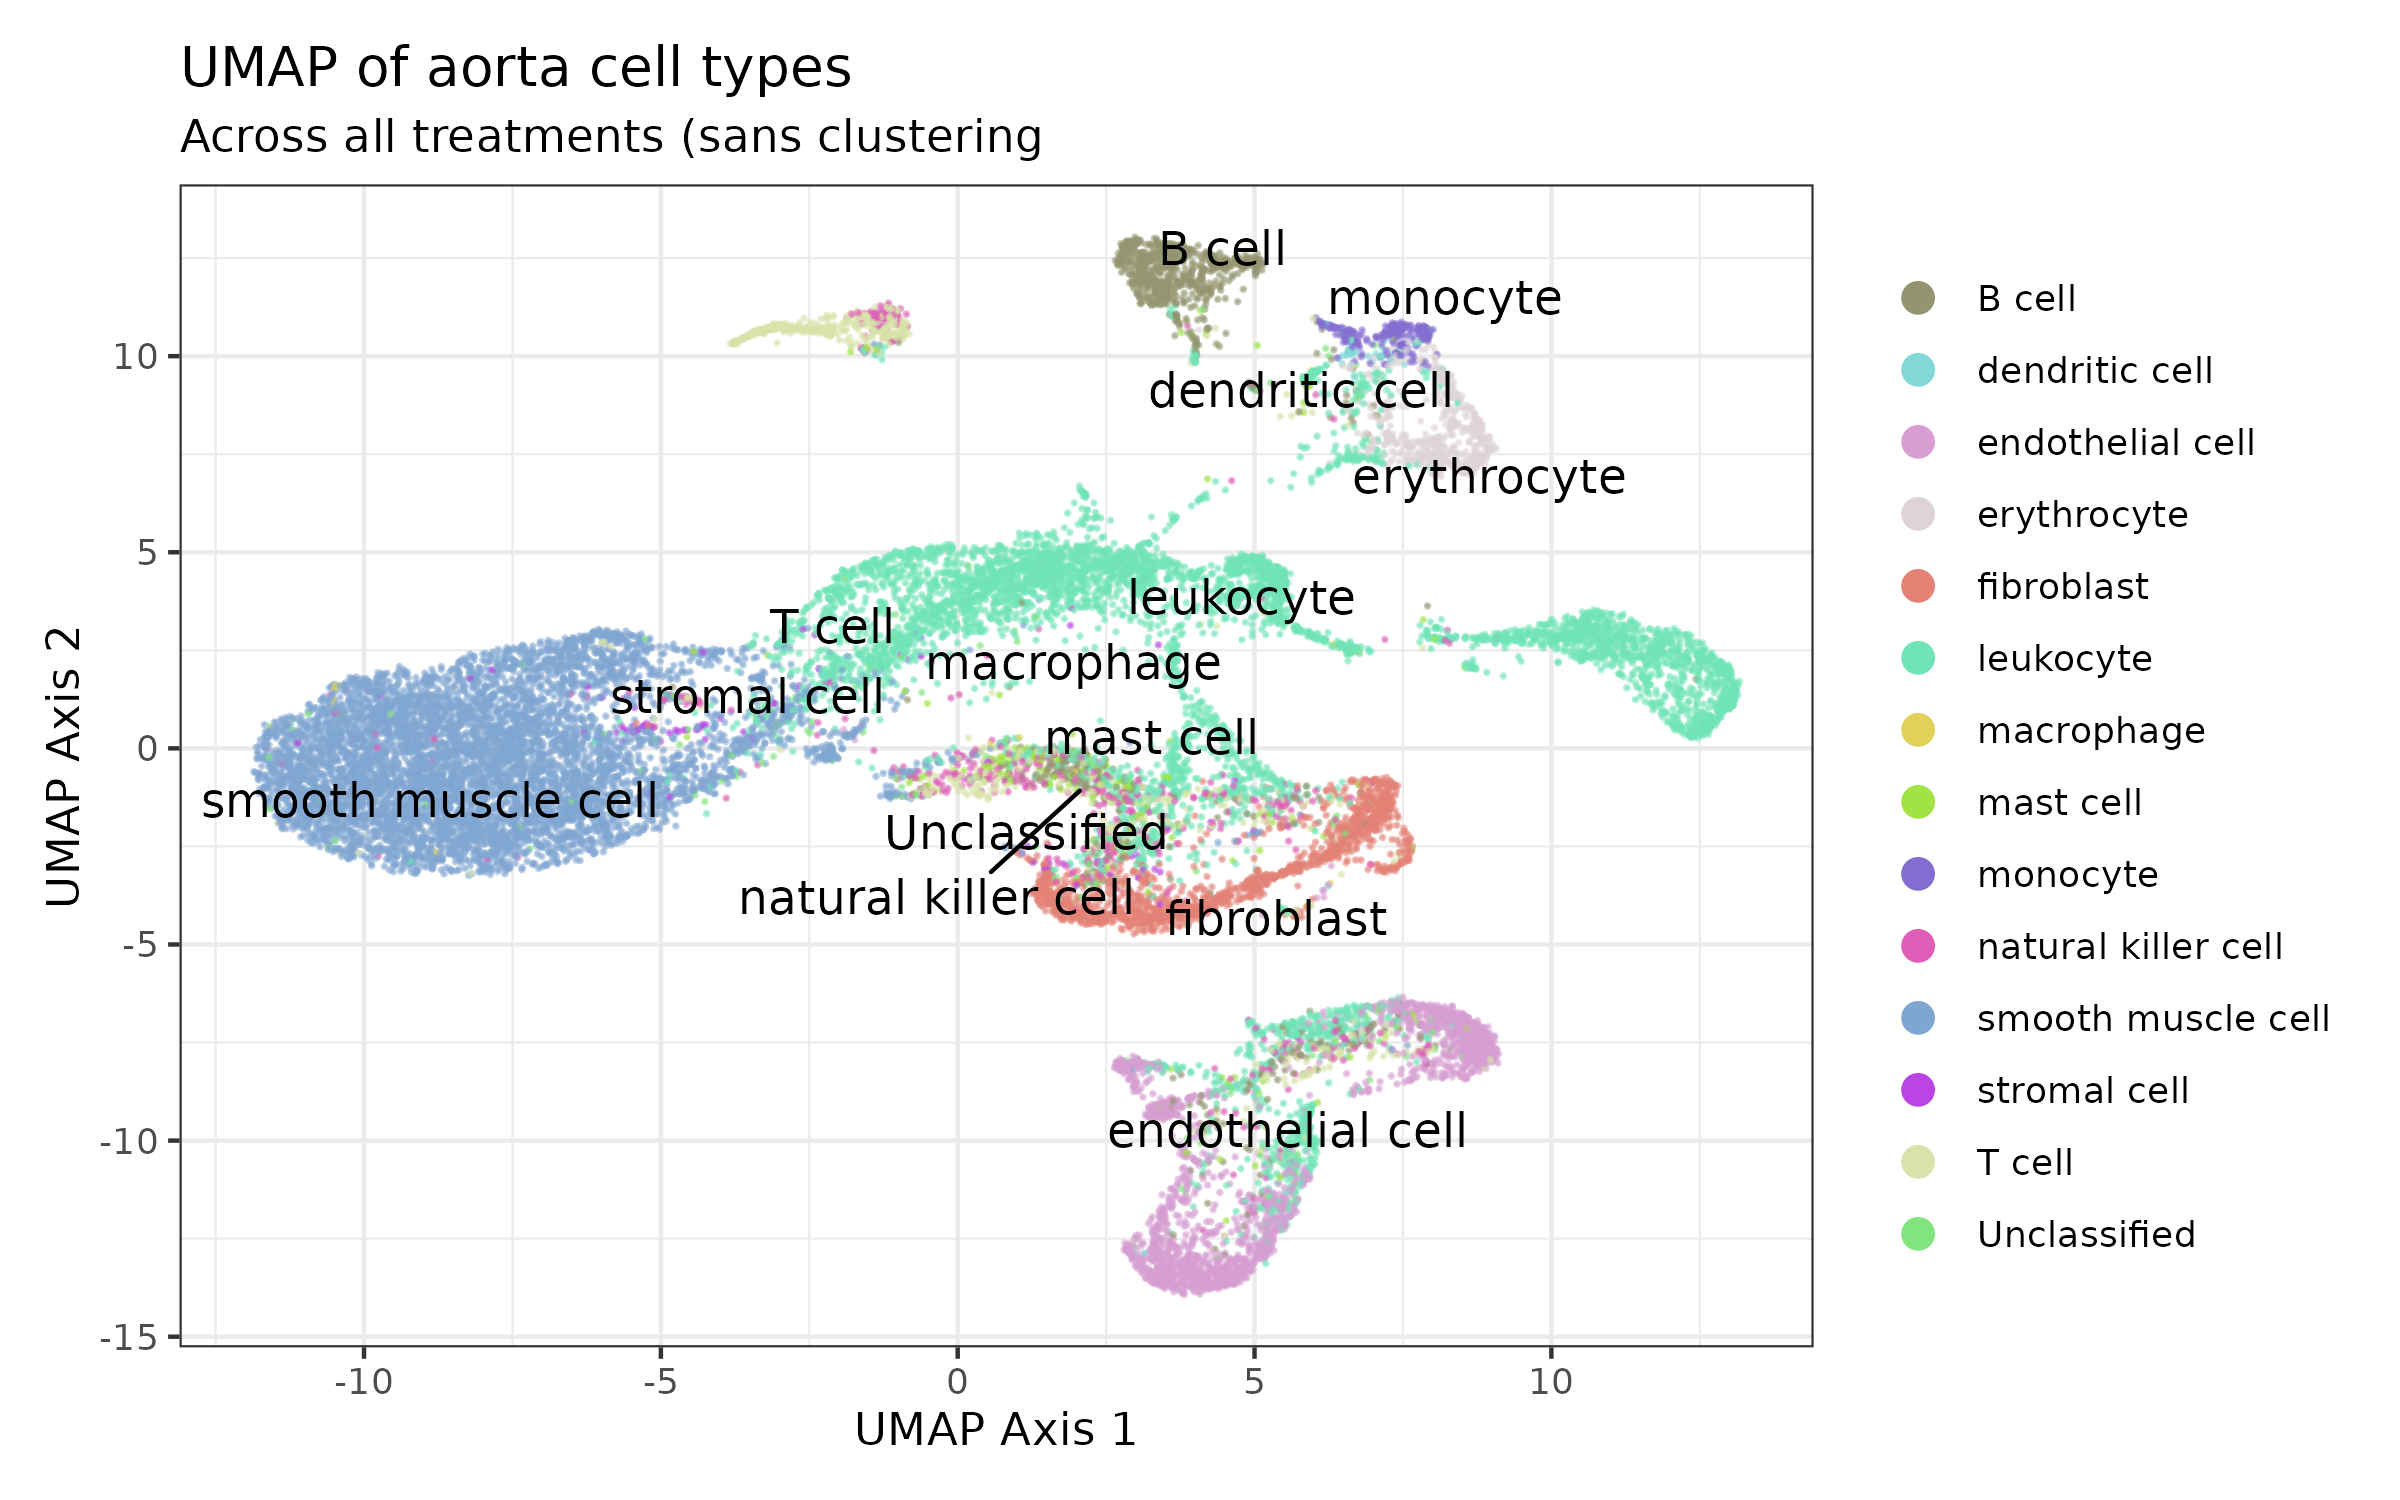 UMAP of aorta cell types
Across all treatments (sans clustering
B cell
monocyte
dendritic cell
erythrocyte
leukocyte
T cell
macrophage
stromal cell
mast cell
smooth muscle cell
Unclassified
natural killer cell
fibroblast
endothelial cell
10
5
0
-5
-10
-15
UMAP Axis 2
-10
-5
0
5
10
UMAP Axis 1
B cell
dendritic cell
endothelial cell
erythrocyte
fibroblast
leukocyte
macrophage
mast cell
monocyte
natural killer cell
smooth muscle cell
stromal cell
T cell
Unclassified